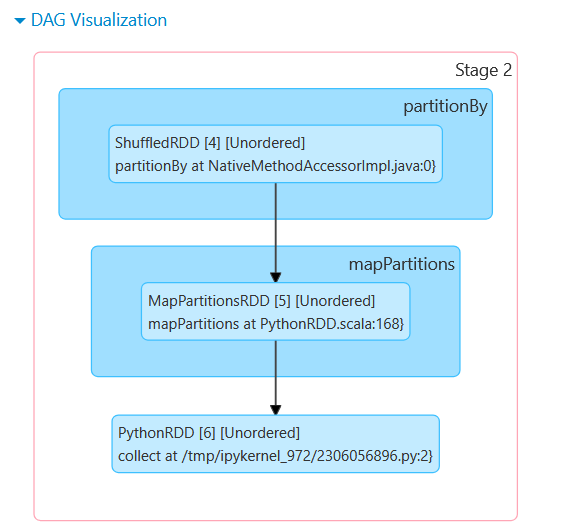 DAG Visualization
Stage 2
partitionBy
ShuffledRDD [4] [Unordered]
partitionBy at NativeMethodAccessorImpl.java:0}
mapPartitions
MapPartitionsRDD [5] [Unordered]
mapPartitions at PythonRDD.scala:168}
PythonRDD [6] [Unordered]
collect at /tmp/ipykernel_972/2306056896.py:2}